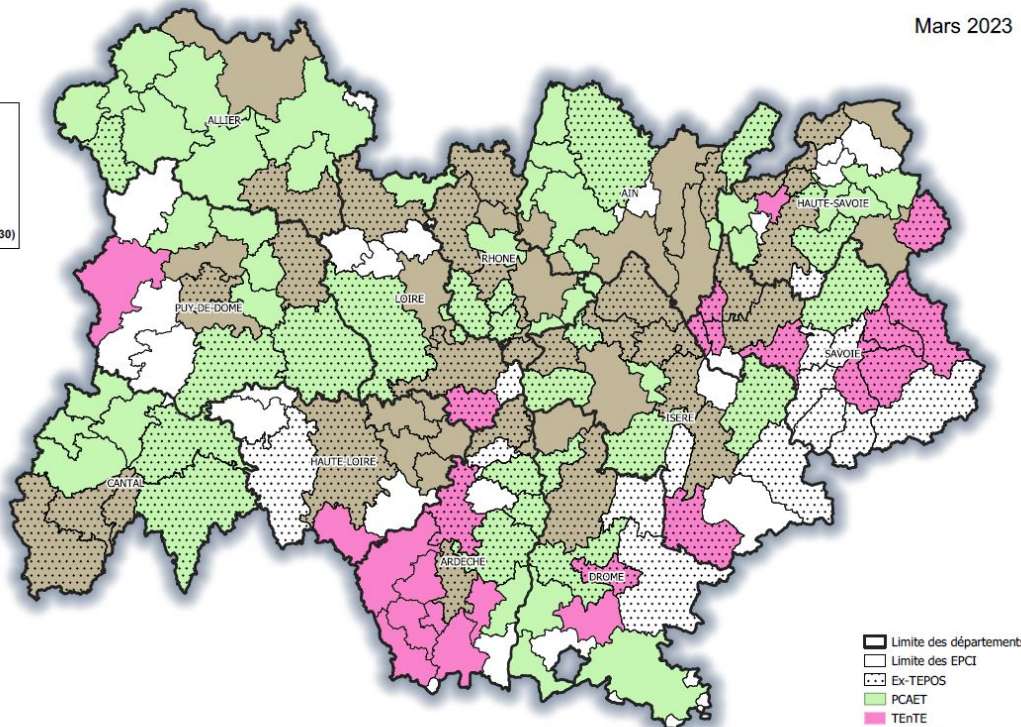 Mars 2023
30)
ALLIER
AIN
HAUTE-SAVOIE
RHONE
LOIRE
PUY-DE-DOME
SAVOIE
ISERE
HAUTE-LOIRE
CANTAL
ARDECHE
DROME
Limite des départements
Limite des EPCI
Ex-TEPOS
PCAET
TEnTE